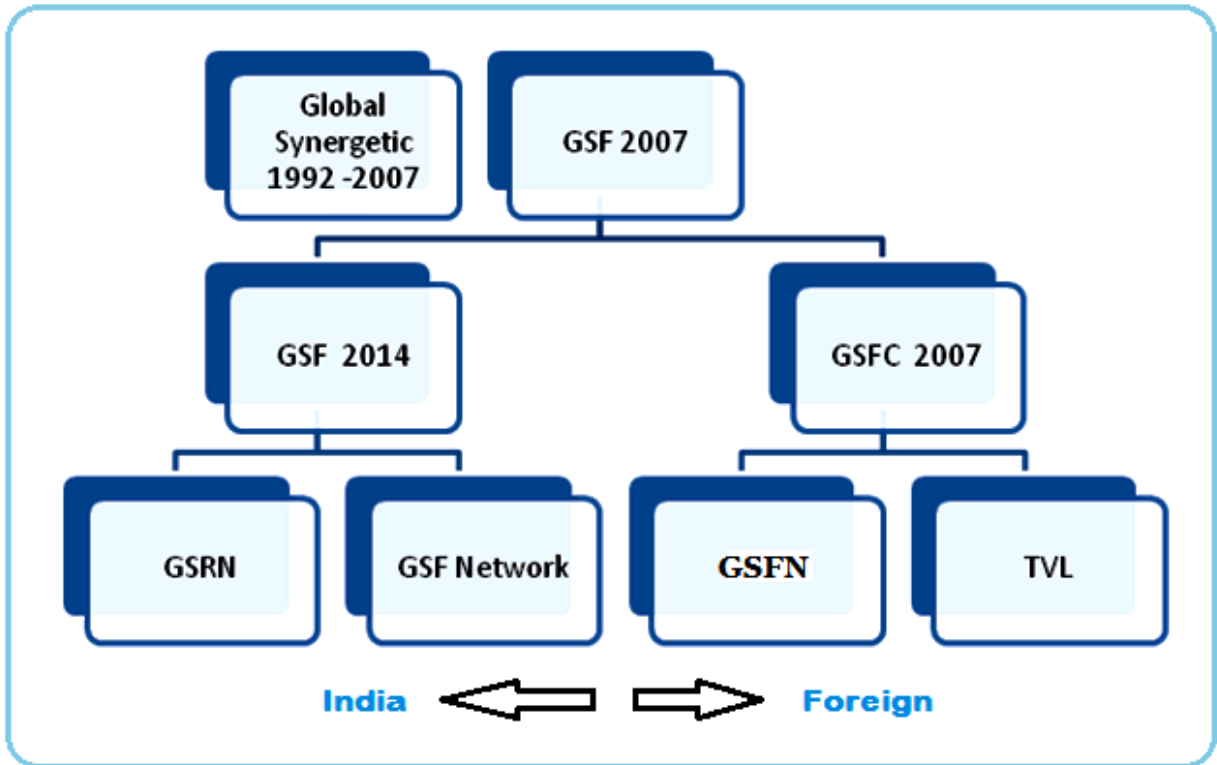 Global
Synergetic
1992 -2007
GSF 2007
GSF 2014
GSFC 2007
GSRN
GSF Network
GSFN
TVL
India
Foreign